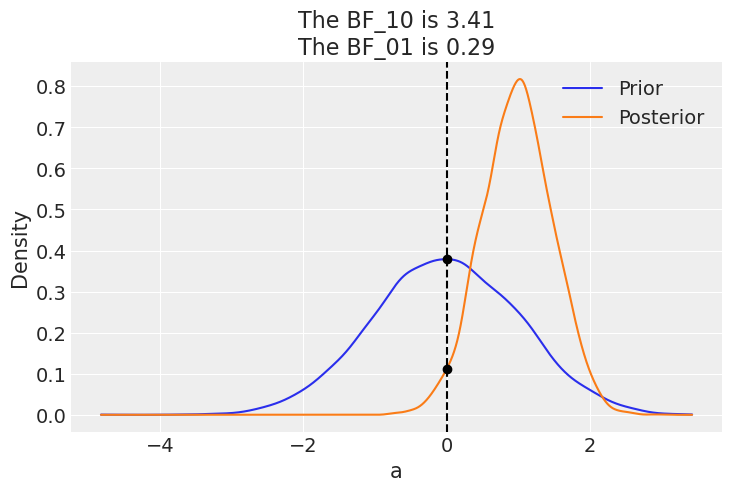 The BF_10 is 3.41
The BF_01 is 0.29
Prior
Posterior
Density
0.8
0.7
0.6
0.5
0.4
0.3
0.2
0.1
0.0
−4
−2
0
2
a